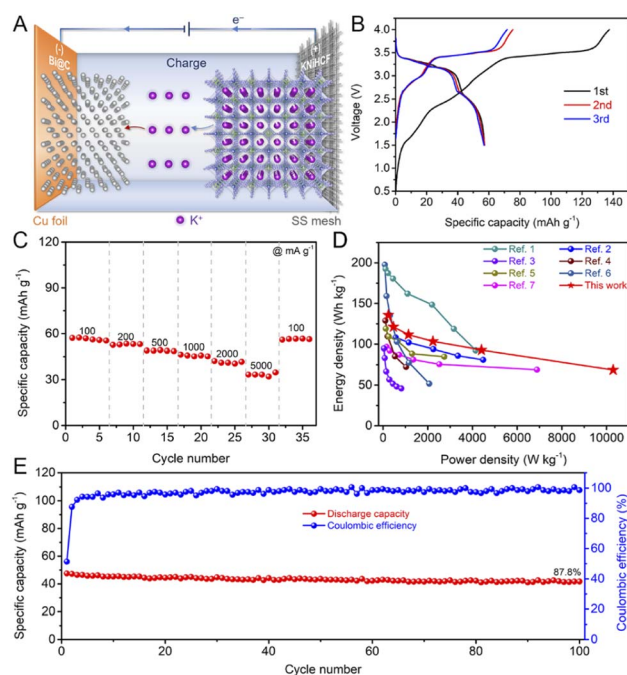 A
e⁻
Charge
(-)
Bi@C
(+)
KNiHCF
Cu foil
K⁺
SS mesh
B
Voltage (V)
4.0
3.5
3.0
2.5
2.0
1.5
1.0
0.5
1st
2nd
3rd
0 20 40 60 80 100 120 140
Specific capacity (mAh g⁻¹)
C
Specific capacity (mAh g⁻¹)
120
90
60
30
0
@ mA g⁻¹
100 200 500 1000 2000 5000 100
0 5 10 15 20 25 30 35
Cycle number
D
Energy density (Wh kg⁻¹)
250
200
150
100
50
0
Ref. 1 Ref. 2
Ref. 3 Ref. 4
Ref. 5 Ref. 6
Ref. 7 This work
0 2000 4000 6000 8000 10000
Power density (W kg⁻¹)
E
Specific capacity (mAh g⁻¹)
120
100
80
60
40
20
0
Discharge capacity
Coulombic efficiency
87.8%
100
80
60
40
20
0
Coulombic efficiency (%)
0 20 40 60 80 100
Cycle number